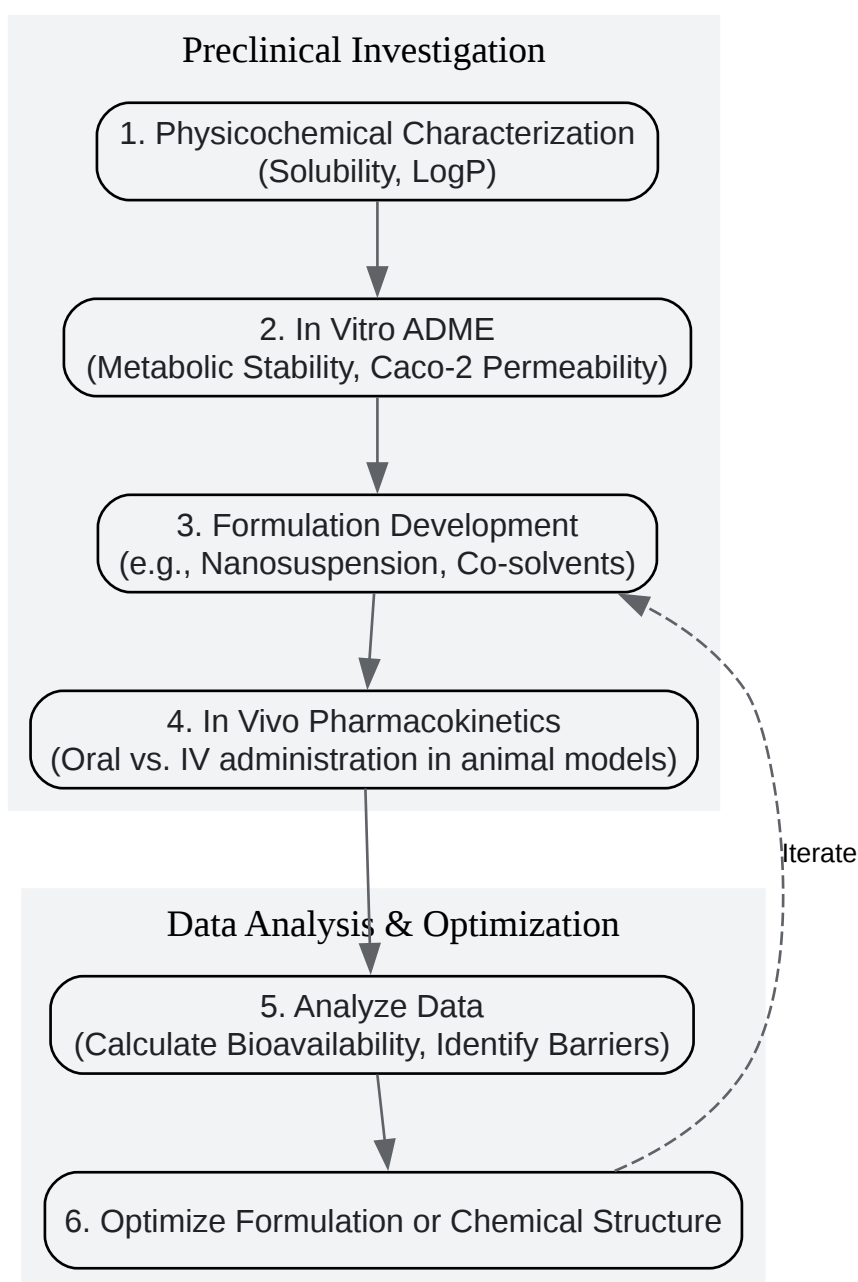 Preclinical Investigation
1. Physicochemical Characterization
(Solubility, LogP)
2. In Vitro ADME
(Metabolic Stability, Caco-2 Permeability)
3. Formulation Development
(e.g., Nanosuspension, Co-solvents)
4. In Vivo Pharmacokinetics
(Oral vs. IV administration in animal models)
Iterate
Data Analysis & Optimization
5. Analyze Data
(Calculate Bioavailability, Identify Barriers)
6. Optimize Formulation or Chemical Structure